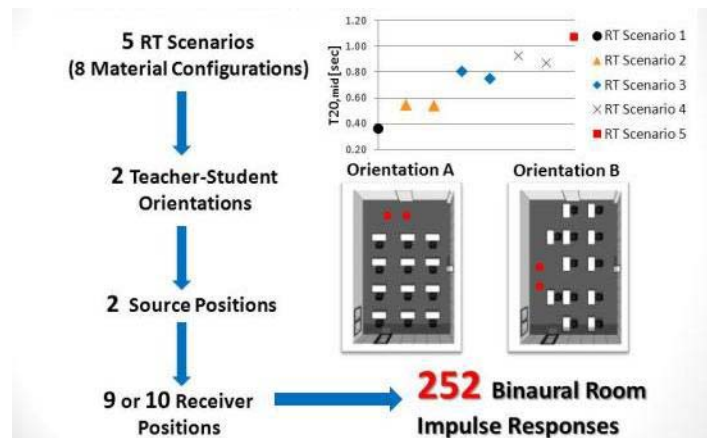 5 RT Scenarios
(8 Material Configurations)
2 Teacher-Student
Orientations
2 Source Positions
9 or 10 Receiver
Positions
T20,mid[sec]
1.20
1.00
0.80
0.60
0.40
0.20
RT Scenario 1
RT Scenario 2
RT Scenario 3
RT Scenario 4
RT Scenario 5
Orientation A
Orientation B
252 Binaural Room
Impulse Responses